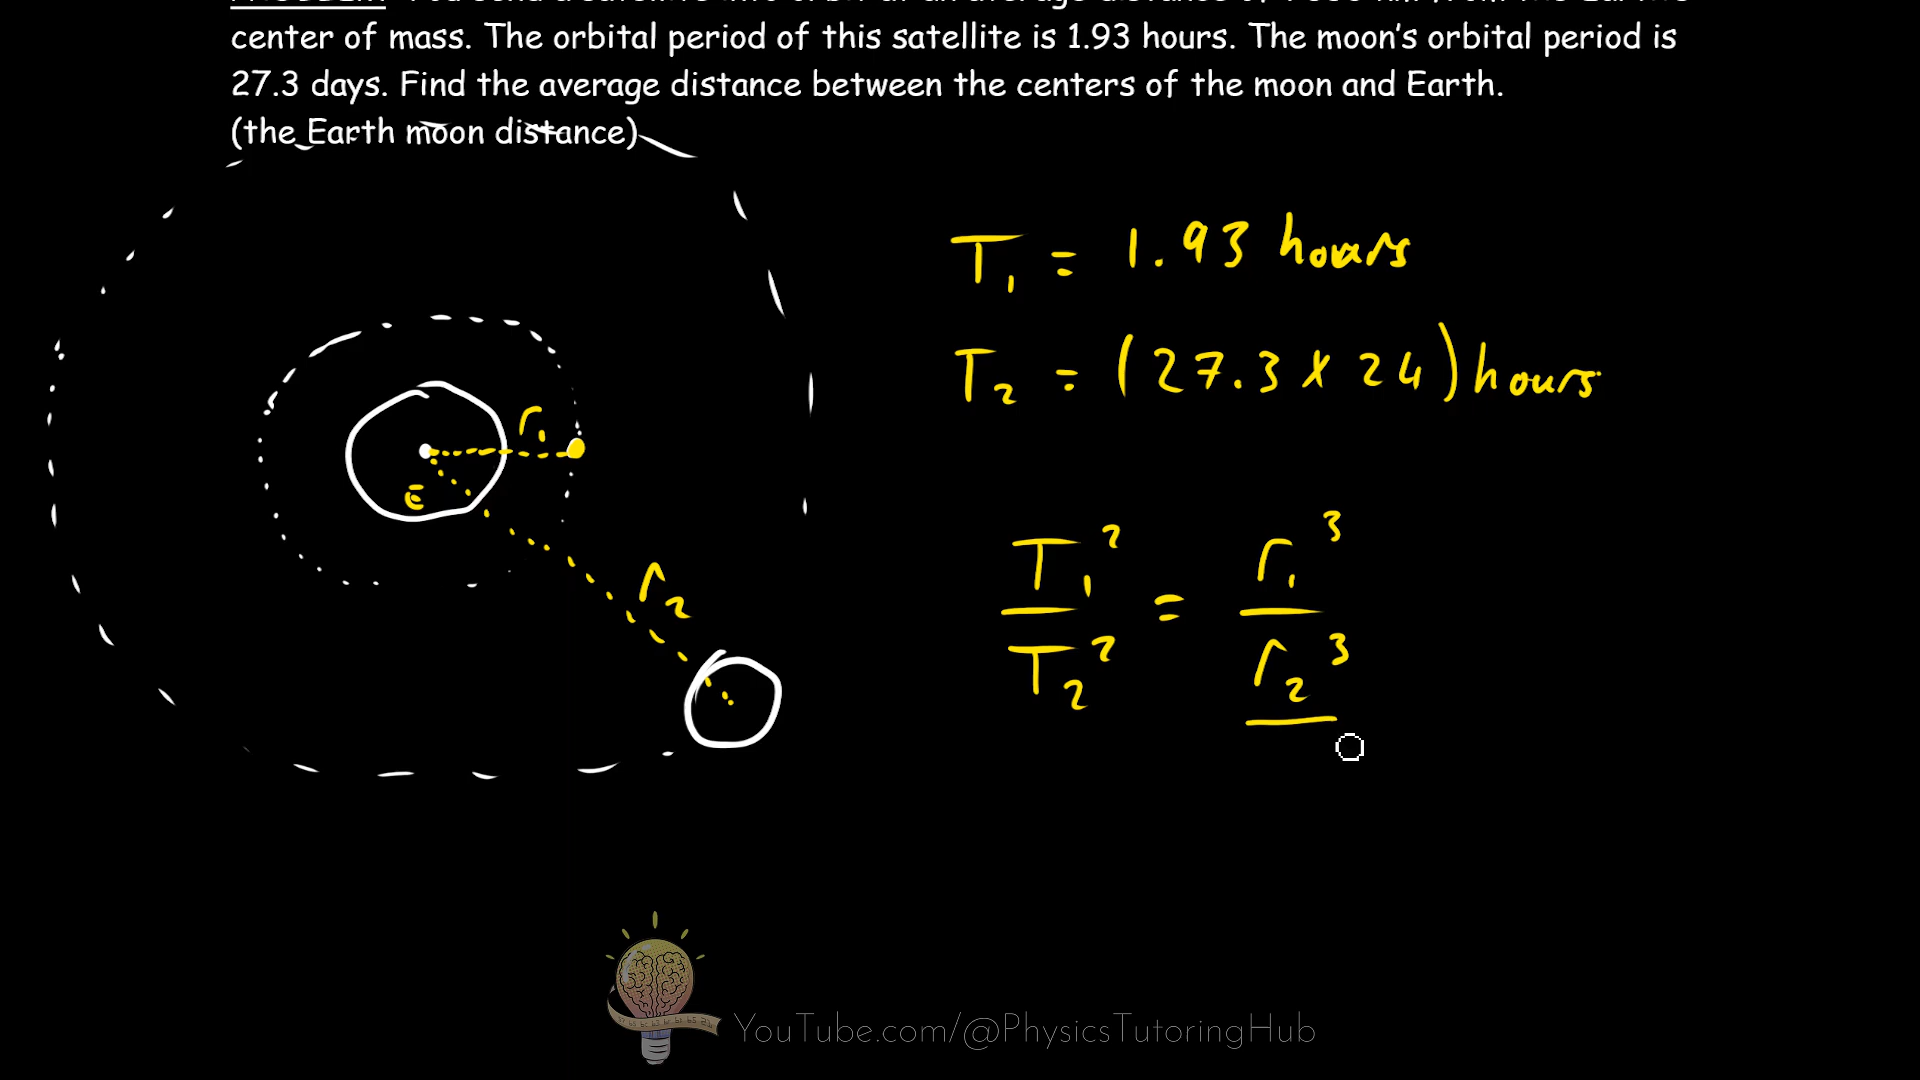 center of mass. The orbital period of this satellite is 1.93 hours. The moon's orbital period is
27.3 days. Find the average distance between the centers of the moon and Earth.
(the Earth moon distance)
T₁ = 1.93 hours
T₂ = (27.3 x 24) hours
r₁
E
r₂
T₁² / T₂² = r₁³ / r₂³
YouTube.com/@PhysicsTutoringHub